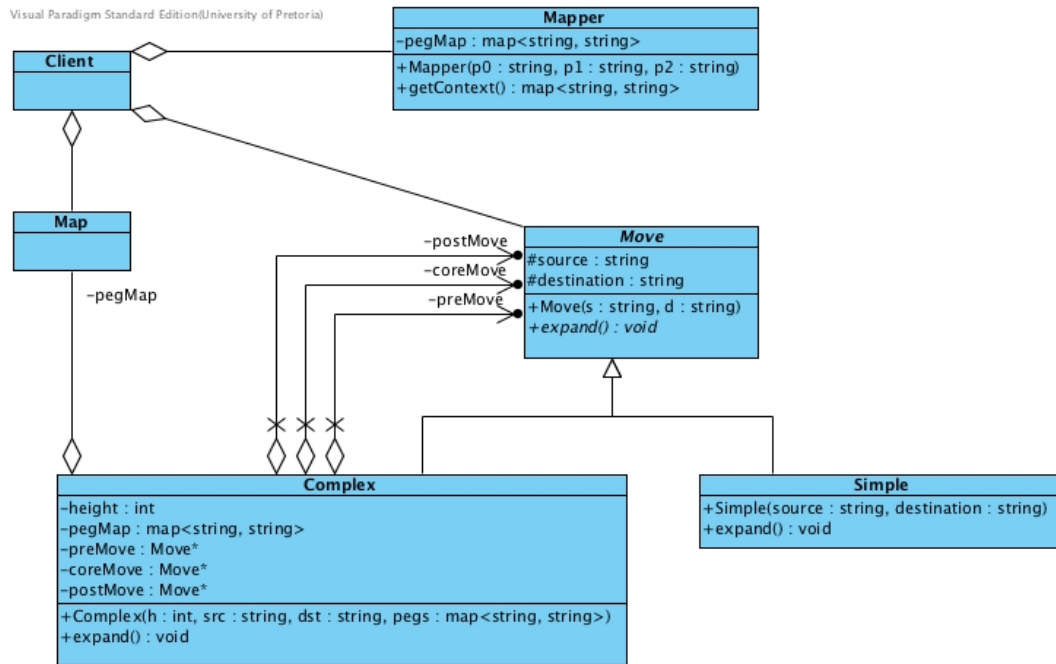 Visual Paradigm Standard Edition(University of Pretoria)
Mapper
-pegMap : map<string, string>
+Mapper(p0 : string, p1 : string, p2 : string)
+getContext() : map<string, string>
Client
Map
-pegMap
Move
#source : string
#destination : string
+Move(s : string, d : string)
+expand() : void
-postMove
-coreMove
-preMove
Complex
-height : int
-pegMap : map<string, string>
-preMove : Move*
-coreMove : Move*
-postMove : Move*
+Complex(h : int, src : string, dst : string, pegs : map<string, string>)
+expand() : void
Simple
+Simple(source : string, destination : string)
+expand() : void